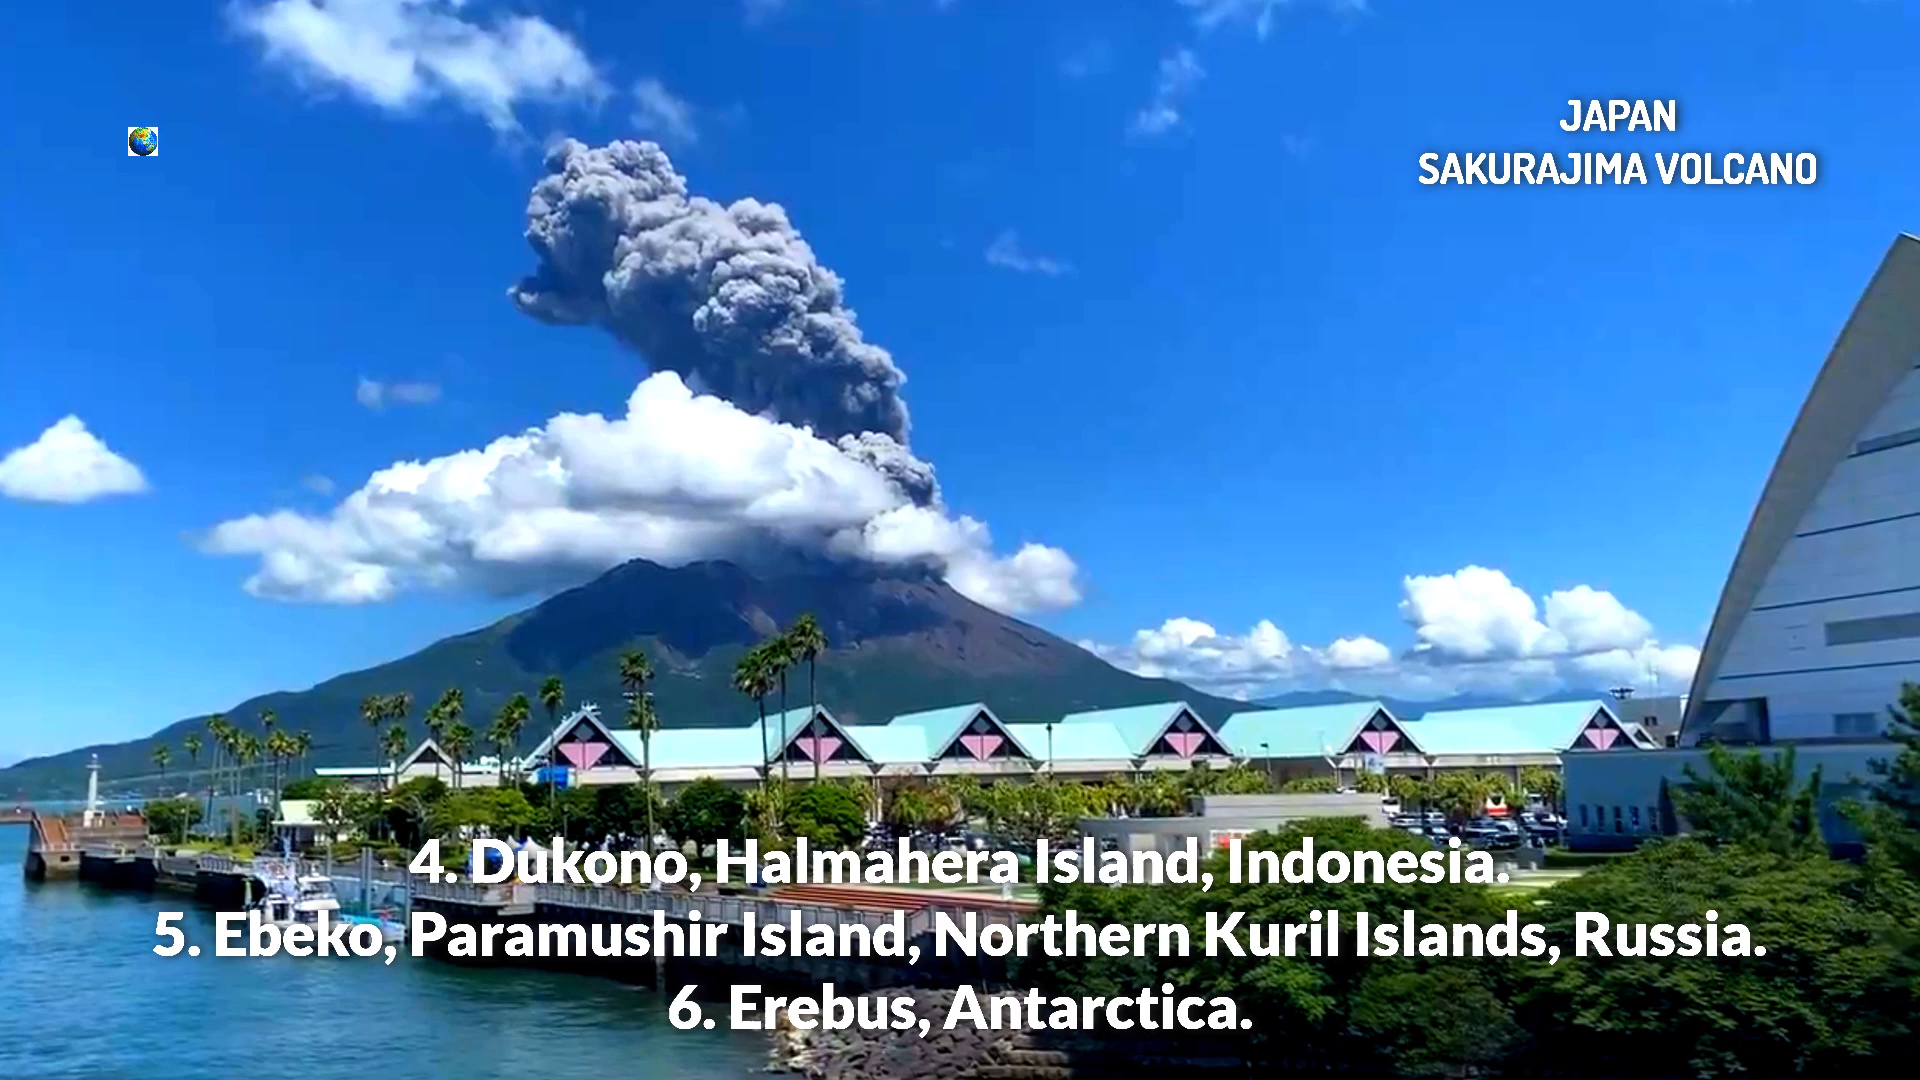 JAPAN
SAKURAJIMA VOLCANO
4. Dukono, Halmahera Island, Indonesia.
5. Ebeko, Paramushir Island, Northern Kuril Islands, Russia.
6. Erebus, Antarctica.